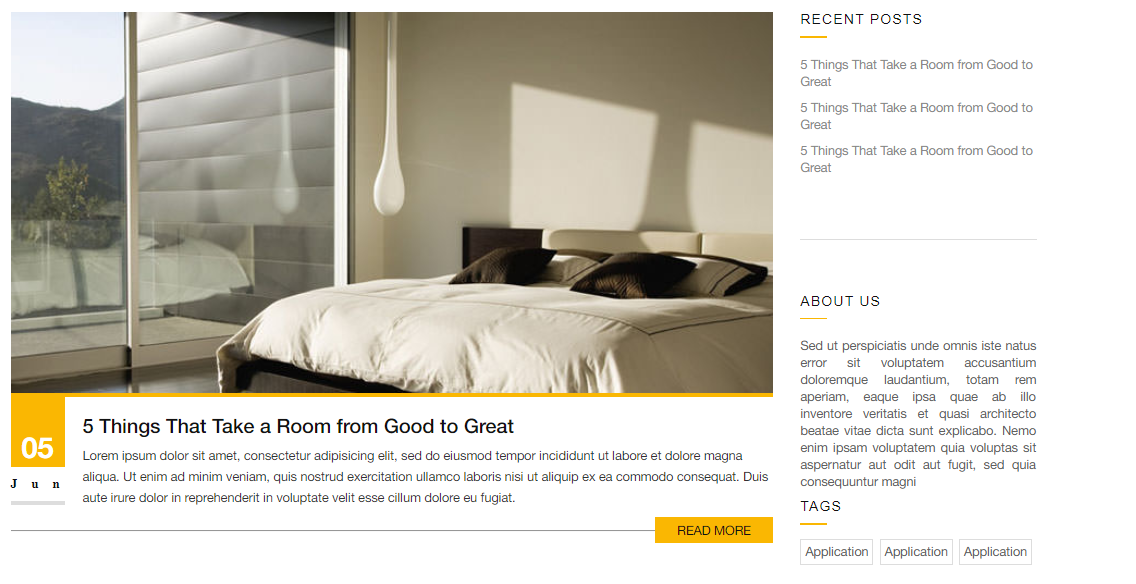 05
Jun
5 Things That Take a Room from Good to Great
Lorem ipsum dolor sit amet, consectetur adipisicing elit, sed do eiusmod tempor incididunt ut labore et dolore magna
aliqua. Ut enim ad minim veniam, quis nostrud exercitation ullamco laboris nisi ut aliquip ex ea commodo consequat. Duis
aute irure dolor in reprehenderit in voluptate velit esse cillum dolore eu fugiat.
READ MORE
RECENT POSTS
5 Things That Take a Room from Good to
Great
5 Things That Take a Room from Good to
Great
5 Things That Take a Room from Good to
Great
ABOUT US
Sed ut perspiciatis unde omnis iste natus
error sit voluptatem accusantium
doloremque laudantium, totam rem
aperiam, eaque ipsa quae ab illo
inventore veritatis et quasi architecto
beatae vitae dicta sunt explicabo. Nemo
enim ipsam voluptatem quia voluptas sit
aspernatur aut odit aut fugit, sed quia
consequuntur magni
TAGS
Application Application Application